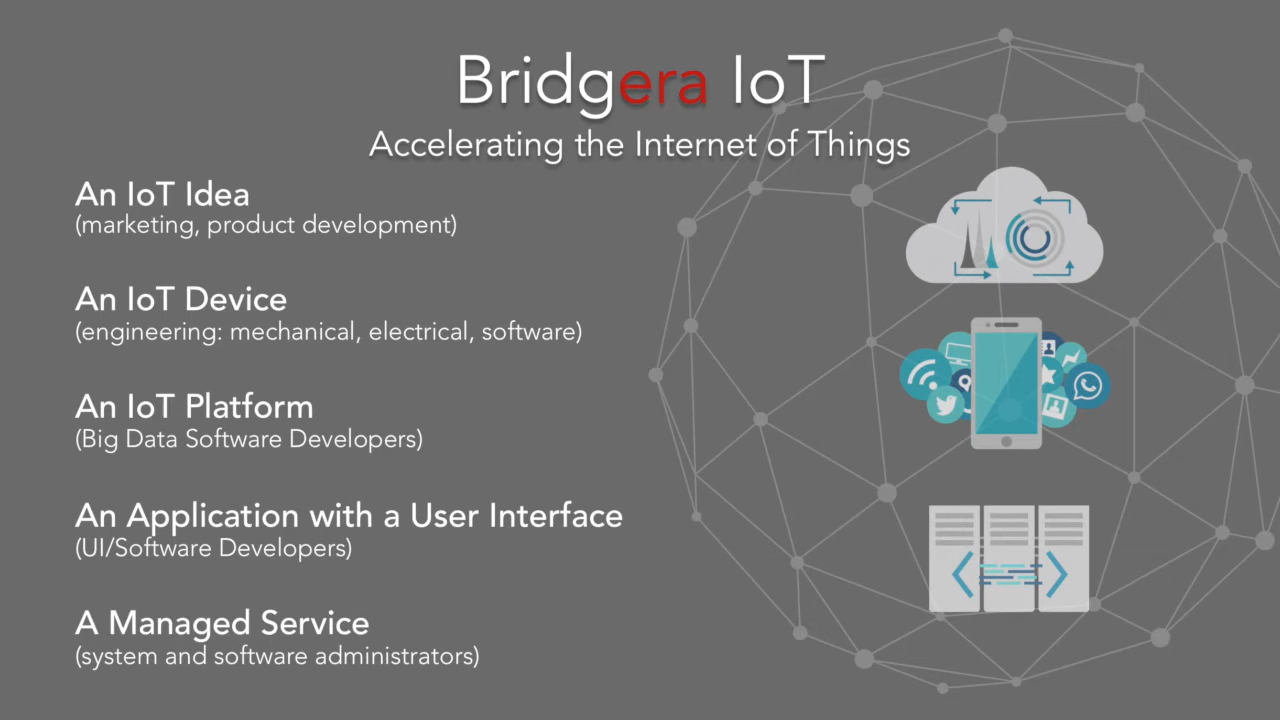 Bridgera IoT
Accelerating the Internet of Things
An IoT Idea
(marketing, product development)
An IoT Device
(engineering: mechanical, electrical, software)
An IoT Platform
(Big Data Software Developers)
An Application with a User Interface
(UI/Software Developers)
A Managed Service
(system and software administrators)